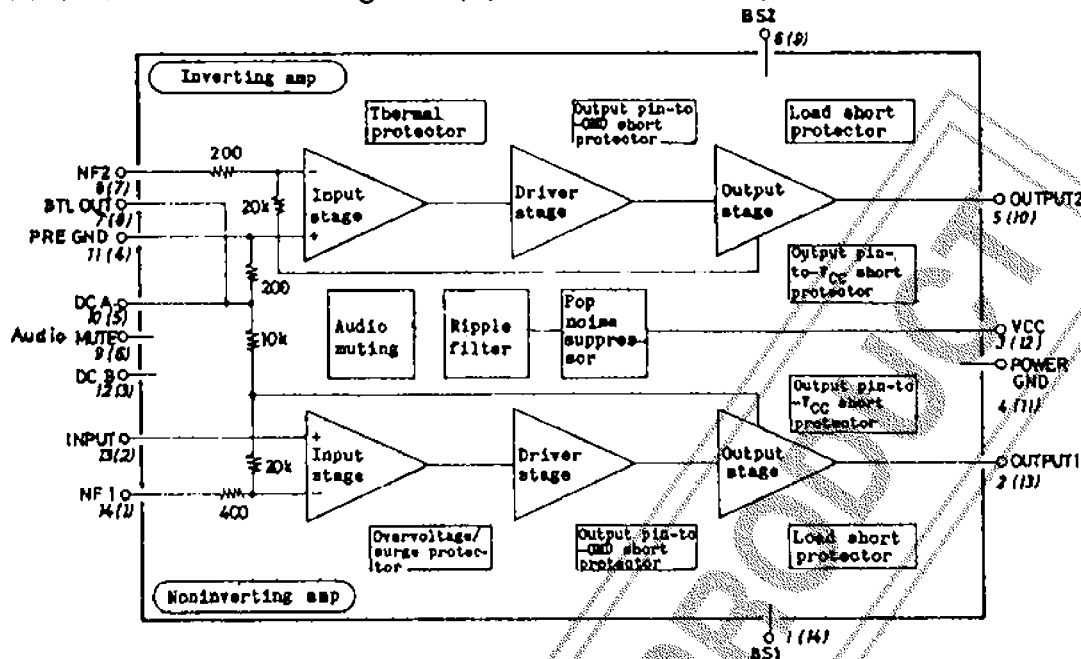 BS2
6 (9)
Inverting amp
Thermal
protector
Output pin-to
-GND short
protector
Load short
protector
NF2
8 (7)
200
20k
-
+
Input
stage
Driver
stage
Output
stage
OUTPUT2
5 (10)
BTL OUT
7 (8)
PRE GND
11 (4)
200
DC A
10 (5)
10k
Audio MUTE
9 (6)
DC B
12 (3)
Audio
muting
Ripple
filter
Pop
noise
suppres-
sor
Output pin-
to-VCC short
protector
VCC
3 (12)
POWER
GND
4 (11)
Output pin-to
-VCC short
protector
INPUT
13 (2)
20k
NF 1
14 (1)
400
+
-
Input
stage
Driver
stage
Output
stage
OUTPUT1
2 (13)
Overvoltage/
surge protec-
tor
Output pin-to
-GND short
protector
Load short
protector
Noninverting amp
1 (14)
BS1